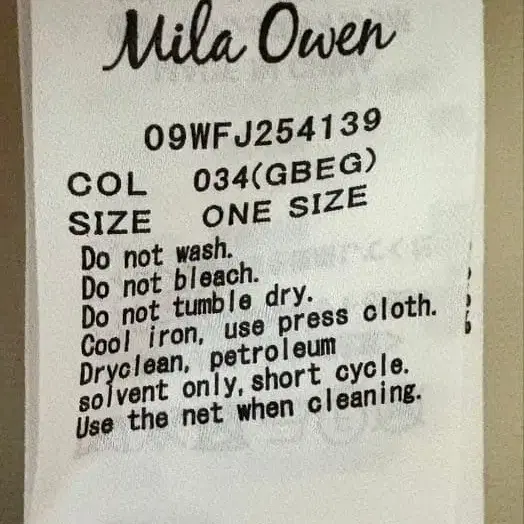 Mila Owen
09WFJ254139
COL 034(GBEG)
SIZE ONE SIZE
Do not wash.
Do not bleach.
Do not tumble dry.
Cool iron, use press cloth.
Dryclean, petroleum
solvent only, short cycle.
Use the net when cleaning.